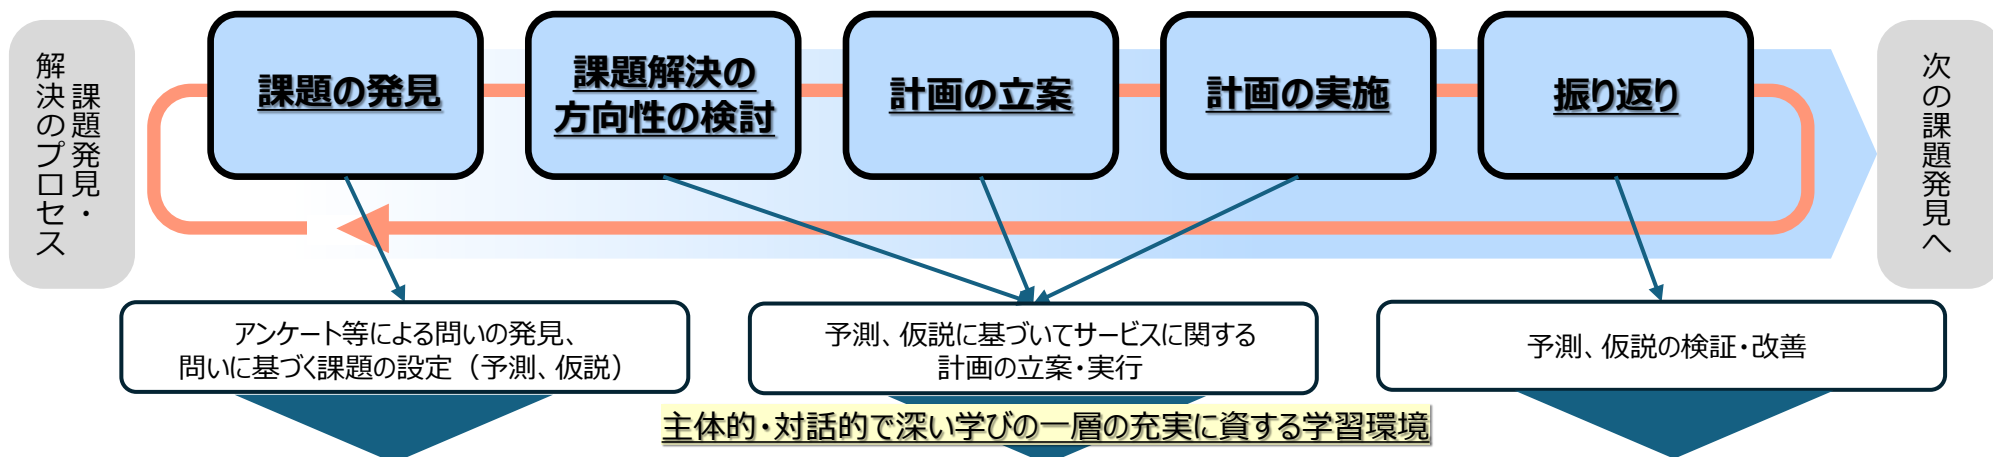 課題発見・
解決のプロセス
課題の発見
課題解決の
方向性の検討
計画の立案
計画の実施
振り返り
次の課題発見へ
アンケート等による問いの発見、
問いに基づく課題の設定（予測、仮説）
予測、仮説に基づいてサービスに関する
計画の立案・実行
予測、仮説の検証・改善
主体的・対話的で深い学びの一層の充実に資する学習環境